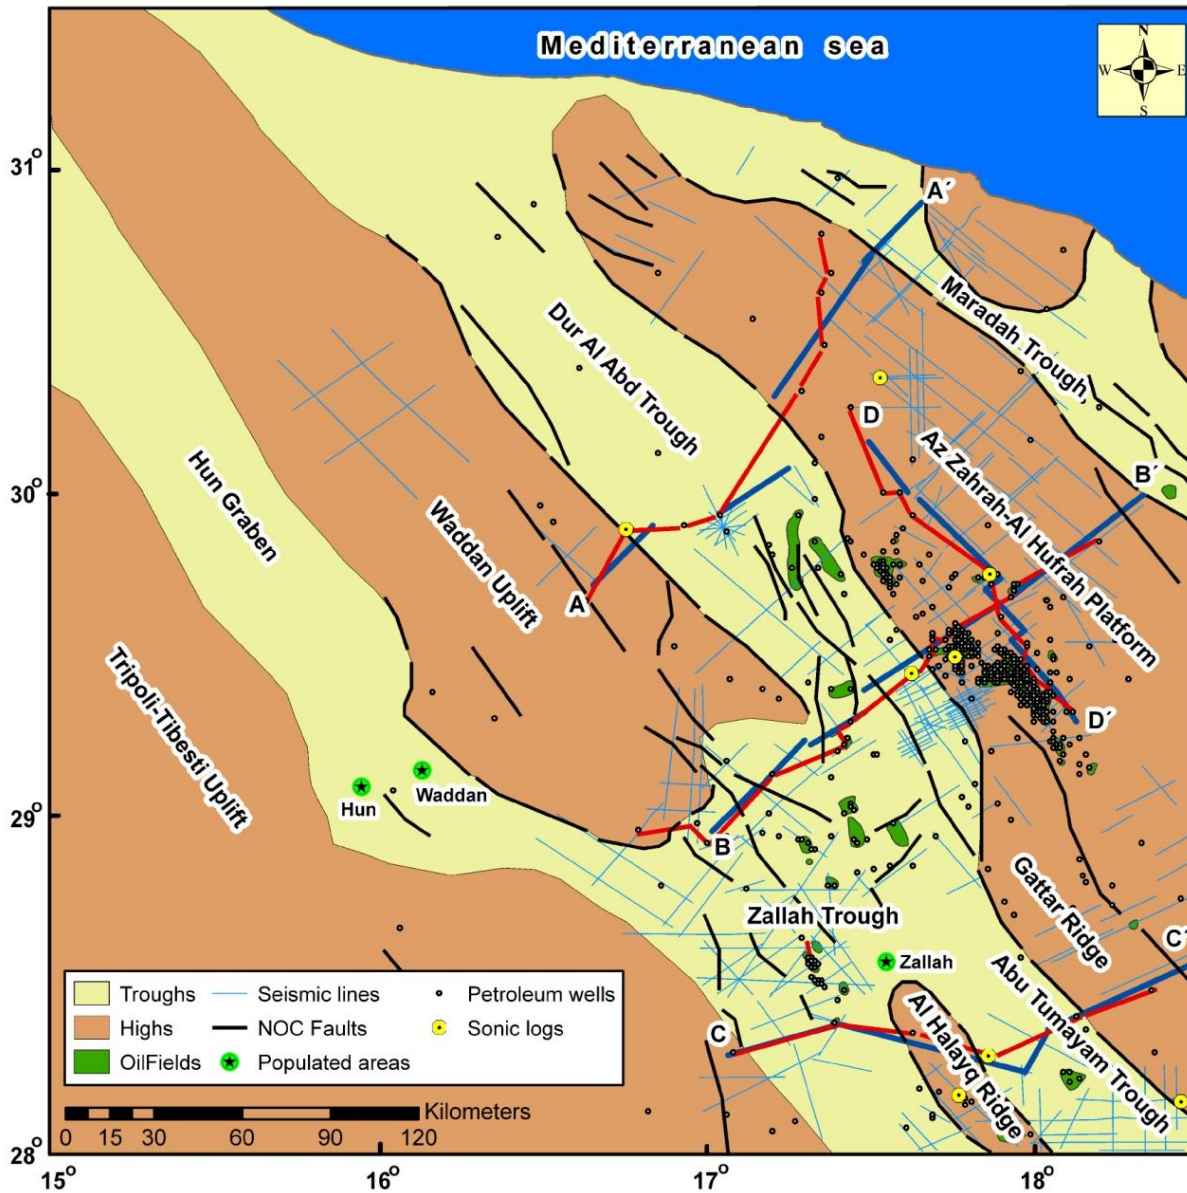 Mediterranean sea
N
W E
S
31°
30°
29°
28°
15°
16°
17°
18°
A´
Maradah Trough
Dur Al Abd Trough
D
Az Zahrah-Al Hufrah Platform
B´
Hun Graben
Waddan Uplift
A
Tripoli-Tibesti Uplift
D´
Hun
Waddan
B
Gattar Ridge
Zallah Trough
C´
Zallah
Abu Tumayam Trough
Al Halayq Ridge
C
Troughs
Seismic lines
Petroleum wells
Highs
NOC Faults
Sonic logs
OilFields
Populated areas
Kilometers
0 15 30 60 90 120